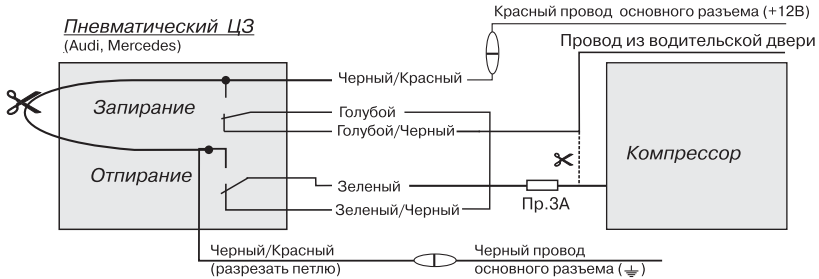 Красный провод основного разъема (+12В)
Пневматический ЦЗ
(Audi, Mercedes)
Провод из водительской двери
Черный/Красный
Запирание
Голубой
Голубой/Черный
Компрессор
Отпирание
Зеленый
Пр.3А
Зеленый/Черный
Черный/Красный
(разрезать петлю)
Черный провод
основного разъема (⏚)